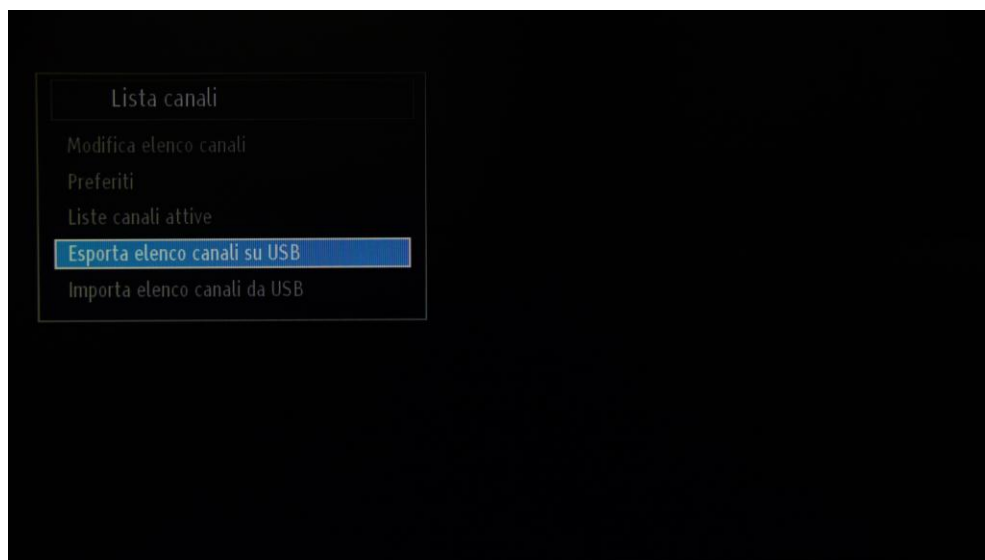 Lista canali
Modifica elenco canali
Preferiti
Liste canali attive
Esporta elenco canali su USB
Importa elenco canali da USB